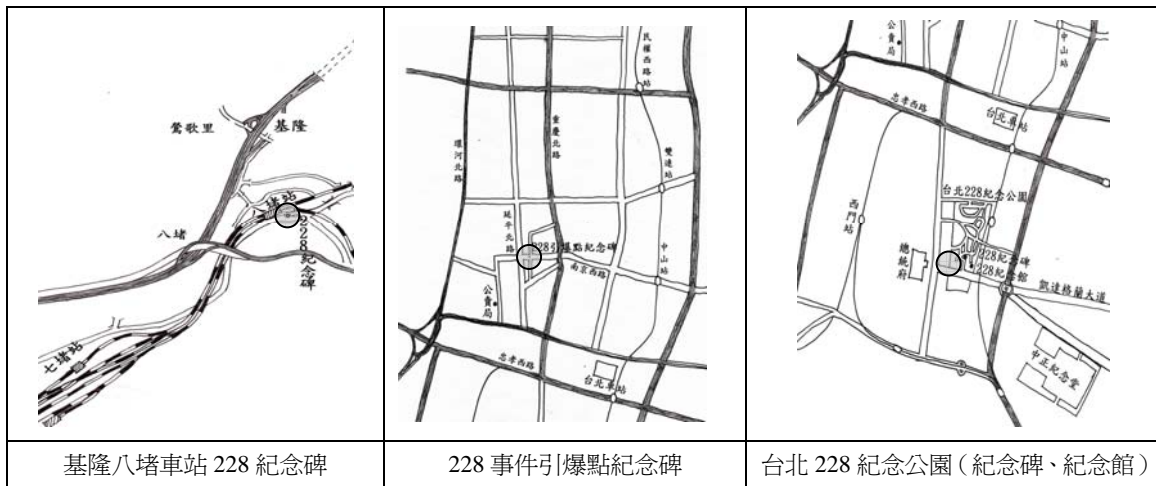 鶯歌里
基隆
八堵
228紀念碑
七堵站
基隆八堵車站 228 紀念碑
民權西路站
重慶北路
環河北路
雙連站
延平北路
228引爆點紀念碑
南京西路
中山站
公賣局
忠孝西路
台北車站
228 事件引爆點紀念碑
公賣局
中山站
忠孝西路
台北車站
台北228紀念公園
西門站
228紀念碑
228紀念館
總統府
凱達格蘭大道
中正紀念堂
台北 228 紀念公園（紀念碑、紀念館）